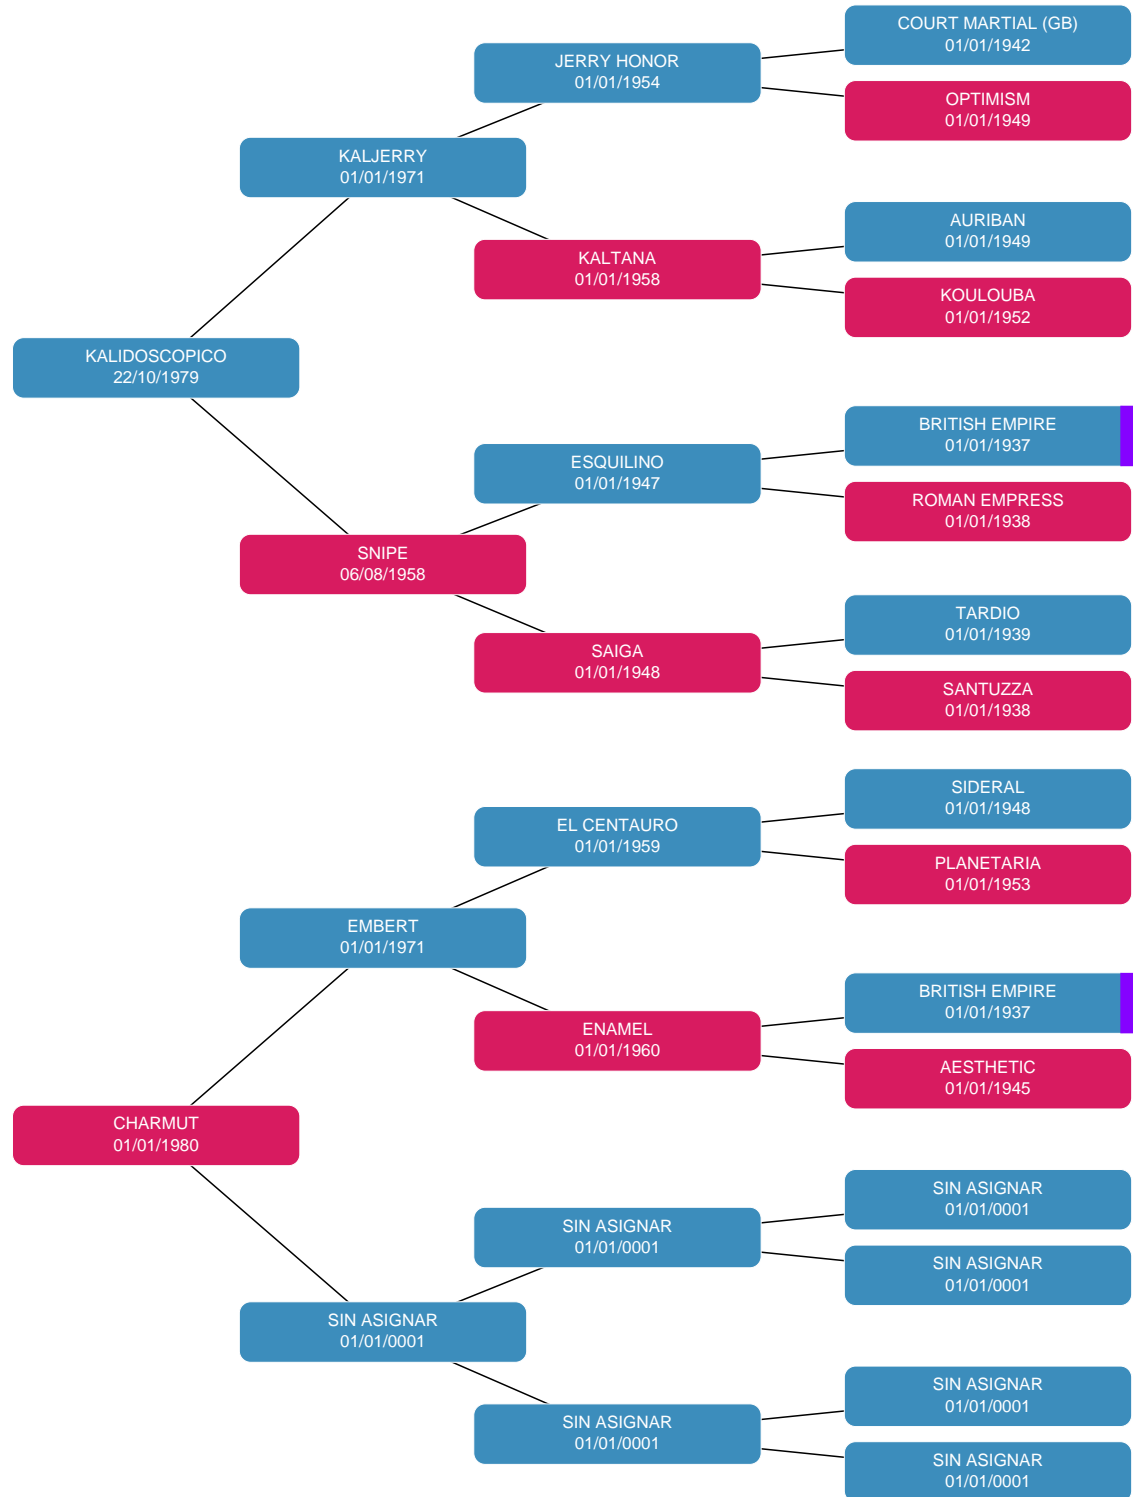 COURT MARTIAL (GB)
01/01/1942
JERRY HONOR
01/01/1954
OPTIMISM
01/01/1949
KALJERRY
01/01/1971
AURIBAN
01/01/1949
KALTANA
01/01/1958
KOULOUBA
01/01/1952
KALIDOSCOPICO
22/10/1979
BRITISH EMPIRE
01/01/1937
ESQUILINO
01/01/1947
ROMAN EMPRESS
01/01/1938
SNIPE
06/08/1958
TARDIO
01/01/1939
SAIGA
01/01/1948
SANTUZZA
01/01/1938
SIDERAL
01/01/1948
EL CENTAURO
01/01/1959
PLANETARIA
01/01/1953
EMBERT
01/01/1971
BRITISH EMPIRE
01/01/1937
ENAMEL
01/01/1960
AESTHETIC
01/01/1945
CHARMUT
01/01/1980
SIN ASIGNAR
01/01/0001
SIN ASIGNAR
01/01/0001
SIN ASIGNAR
01/01/0001
SIN ASIGNAR
01/01/0001
SIN ASIGNAR
01/01/0001
SIN ASIGNAR
01/01/0001
SIN ASIGNAR
01/01/0001